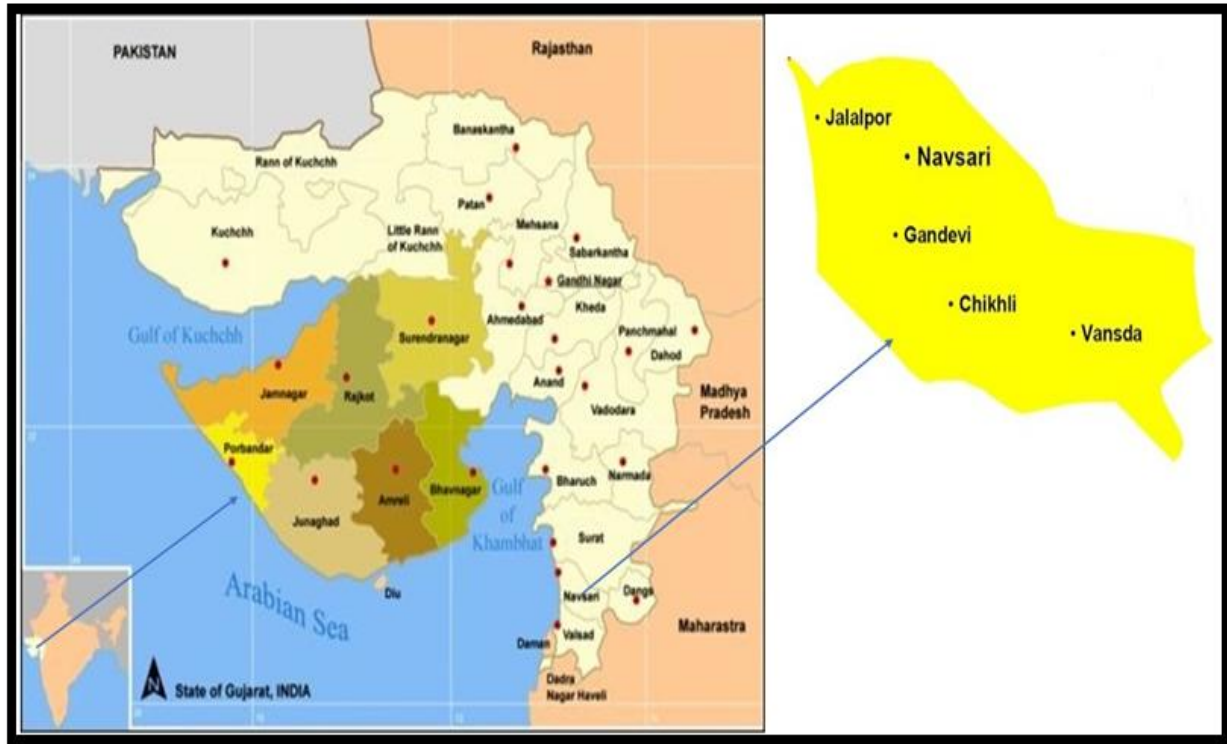 PAKISTAN
Rajasthan
Banaskantha
Rann of Kuchchh
Patan
Mehsana
Kuchchh
Little Rann
of Kuchchh
Sabarkantha
Gandhi Nagar
Kheda
Ahmedabad
Panchmahal
Dahod
Gulf of Kuchchh
Surendranagar
Anand
Jamnagar
Rajkot
Vadodara
Madhya
Pradesh
Porbandar
Bharuch
Narmada
Amreli
Bhavnagar
Gulf
of
Khambhat
Junaghad
Surat
Diu
Arabian Sea
Navsari
Dangs
Daman
Valsad
Maharastra
Dadra
Nagar Haveli
N
State of Gujarat, INDIA
Jalalpor
Navsari
Gandevi
Chikhli
Vansda